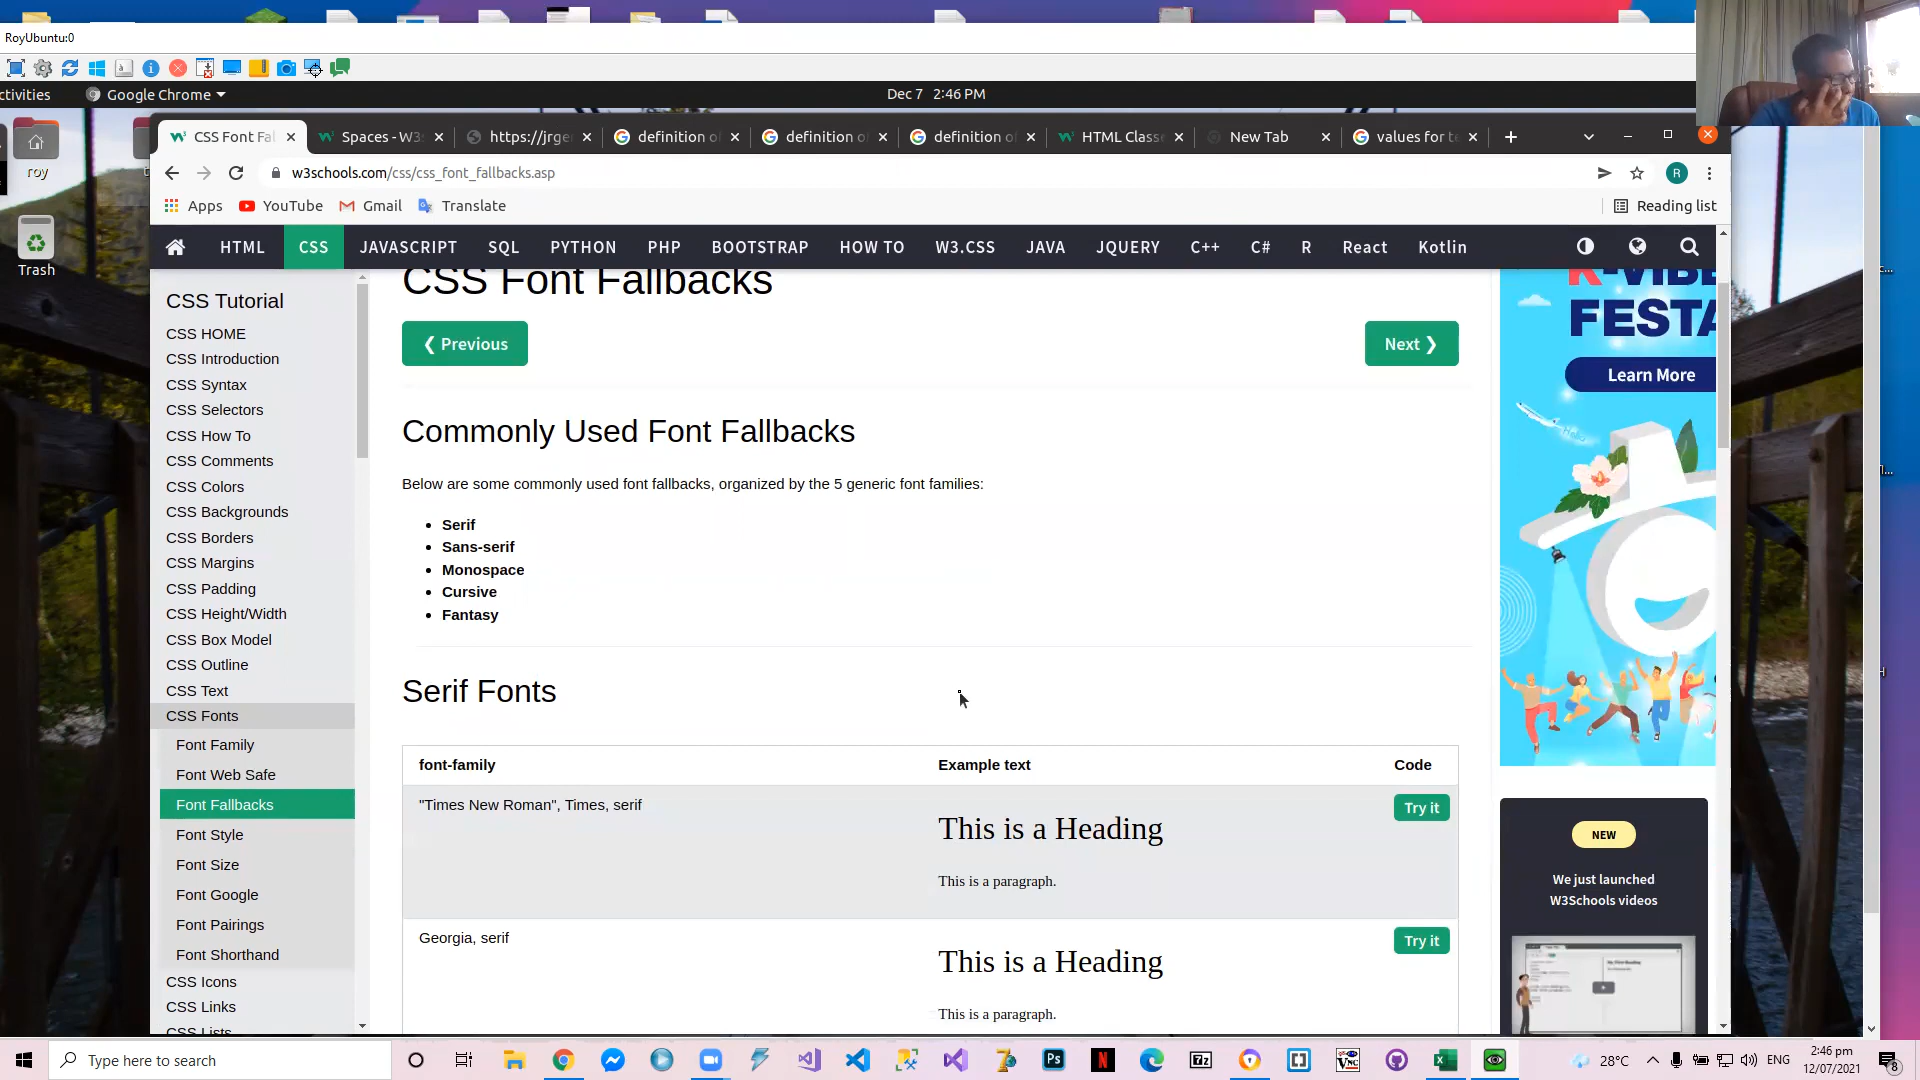 RoyUbuntu:0
ctivities
Google Chrome
Dec 7 2:46 PM
CSS Font Fal
Spaces - W3
https://jrge
definition o
definition o
definition o
HTML Classe
New Tab
values for te
w3schools.com/css/css_font_fallbacks.asp
R
Apps
YouTube
Gmail
Translate
Reading list
HTML
CSS
JAVASCRIPT
SQL
PYTHON
PHP
BOOTSTRAP
HOW TO
W3.CSS
JAVA
JQUERY
C++
C#
R
React
Kotlin
roy
Trash
CSS Tutorial
CSS HOME
CSS Introduction
CSS Syntax
CSS Selectors
CSS How To
CSS Comments
CSS Colors
CSS Backgrounds
CSS Borders
CSS Margins
CSS Padding
CSS Height/Width
CSS Box Model
CSS Outline
CSS Text
CSS Fonts
Font Family
Font Web Safe
Font Fallbacks
Font Style
Font Size
Font Google
Font Pairings
Font Shorthand
CSS Icons
CSS Links
CSS Lists
CSS Font Fallbacks
❮ Previous
Next ❯
Commonly Used Font Fallbacks
Below are some commonly used font fallbacks, organized by the 5 generic font families:
• Serif
• Sans-serif
• Monospace
• Cursive
• Fantasy
Serif Fonts
font-family
Example text
Code
"Times New Roman", Times, serif
This is a Heading
This is a paragraph.
Try it
Georgia, serif
This is a Heading
This is a paragraph.
Try it
K-VIBE
FESTA
Learn More
Hello
NEW
We just launched
W3Schools videos
Type here to search
28°C
ENG
2:46 pm
12/07/2021
8